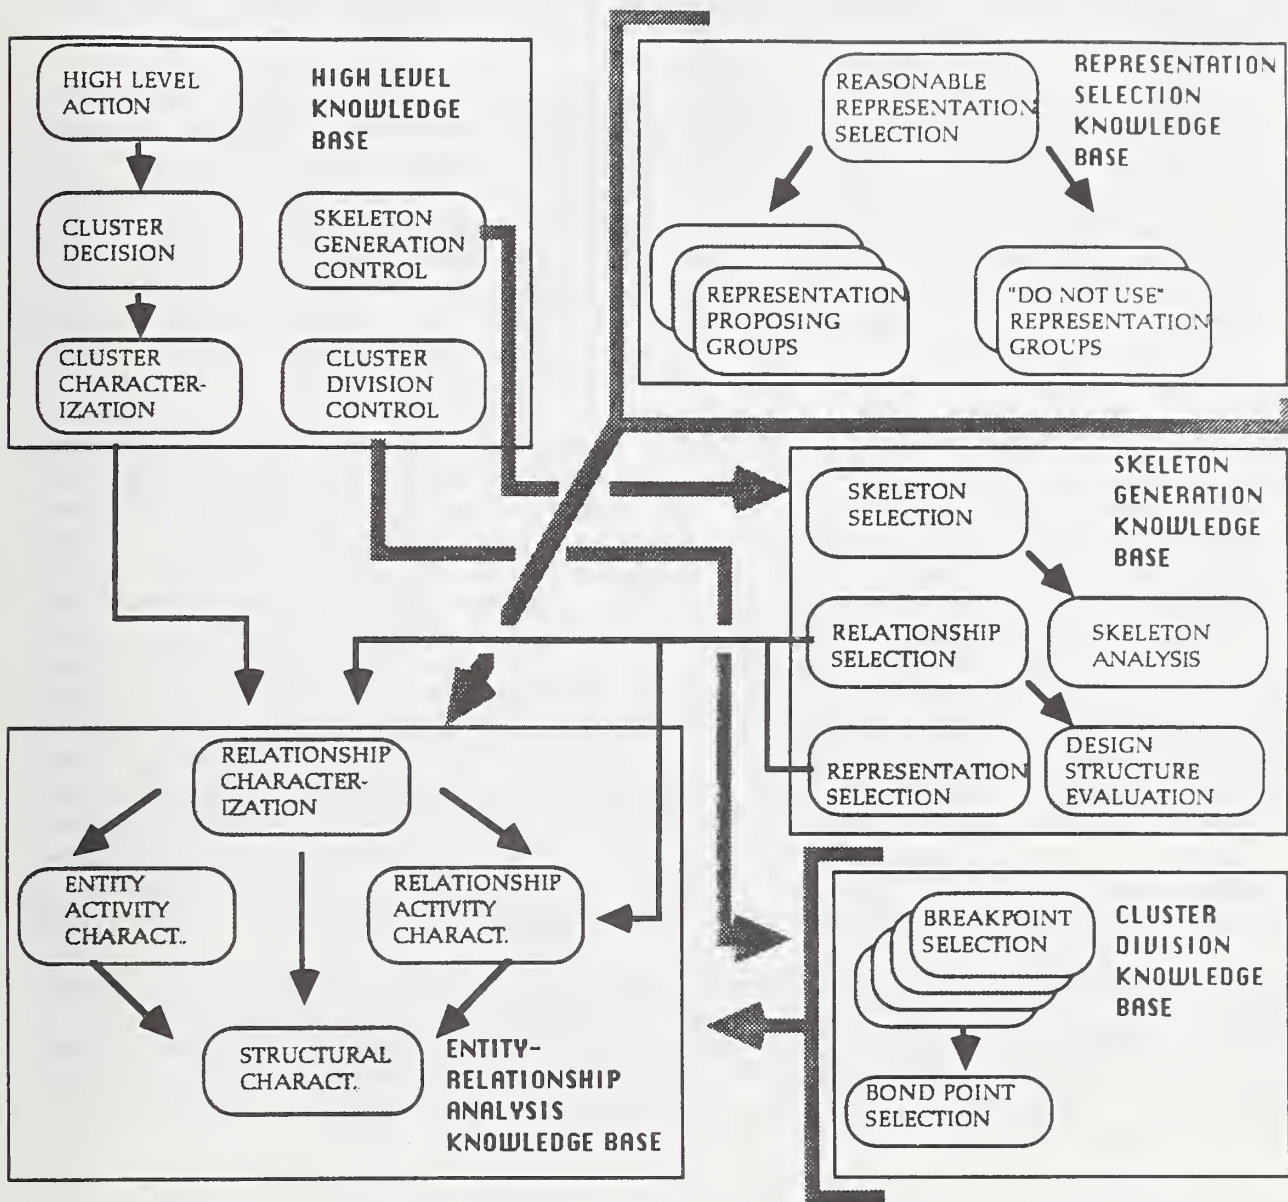 HIGH LEVEL
ACTION
HIGH LEVEL
KNOWLEDGE
BASE
CLUSTER
DECISION
SKELETON
GENERATION
CONTROL
CLUSTER
CHARACTER-
IZATION
CLUSTER
DIVISION
CONTROL
REASONABLE
REPRESENTATION
SELECTION
REPRESENTATION
SELECTION
KNOWLEDGE
BASE
REPRESENTATION
PROPOSING
GROUPS
"DO NOT USE"
REPRESENTATION
GROUPS
SKELETON
SELECTION
SKELETON
GENERATION
KNOWLEDGE
BASE
RELATIONSHIP
SELECTION
SKELETON
ANALYSIS
REPRESENTATION
SELECTION
DESIGN
STRUCTURE
EVALUATION
RELATIONSHIP
CHARACTER-
IZATION
ENTITY
ACTIVITY
CHARACT..
RELATIONSHIP
ACTIVITY
CHARACT.
STRUCTURAL
CHARACT.
ENTITY-
RELATIONSHIP
ANALYSIS
KNOWLEDGE BASE
BREAKPOINT
SELECTION
CLUSTER
DIVISION
KNOWLEDGE
BASE
BOND POINT
SELECTION